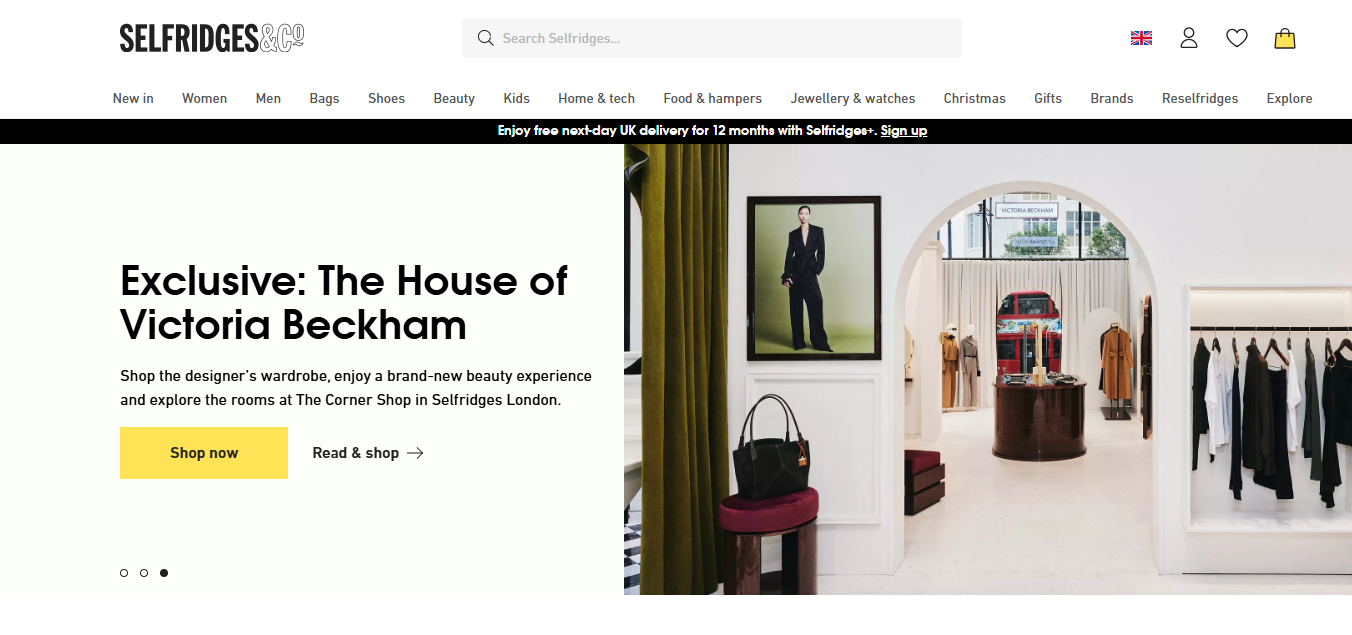 SELFRIDGES&CO
Search Selfridges...
New in Women Men Bags Shoes Beauty Kids Home & tech Food & hampers Jewellery & watches Christmas Gifts Brands Reselfridges Explore
Enjoy free next-day UK delivery for 12 months with Selfridges+. Sign up
VICTORIA BECKHAM
Exclusive: The House of
Victoria Beckham
Shop the designer’s wardrobe, enjoy a brand-new beauty experience
and explore the rooms at The Corner Shop in Selfridges London.
Shop now Read & shop